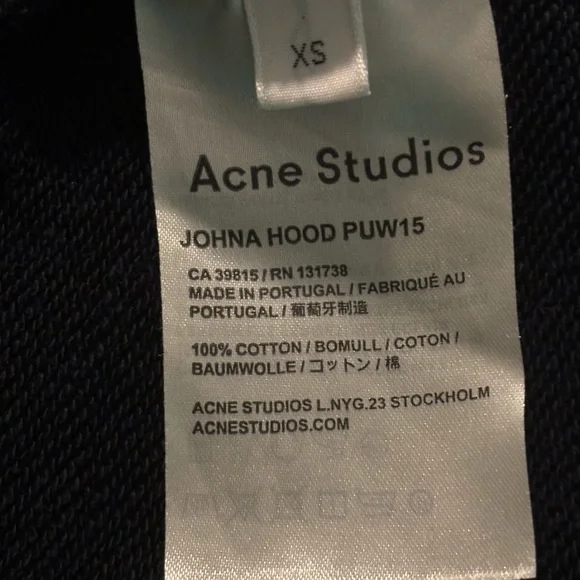 XS
Acne Studios
JOHNA HOOD PUW15
CA 39815 / RN 131738
MADE IN PORTUGAL / FABRIQUÉ AU
PORTUGAL / 葡萄牙制造
100% COTTON / BOMULL / COTON /
BAUMWOLLE / コットン / 棉
ACNE STUDIOS L.NYG.23 STOCKHOLM
ACNESTUDIOS.COM